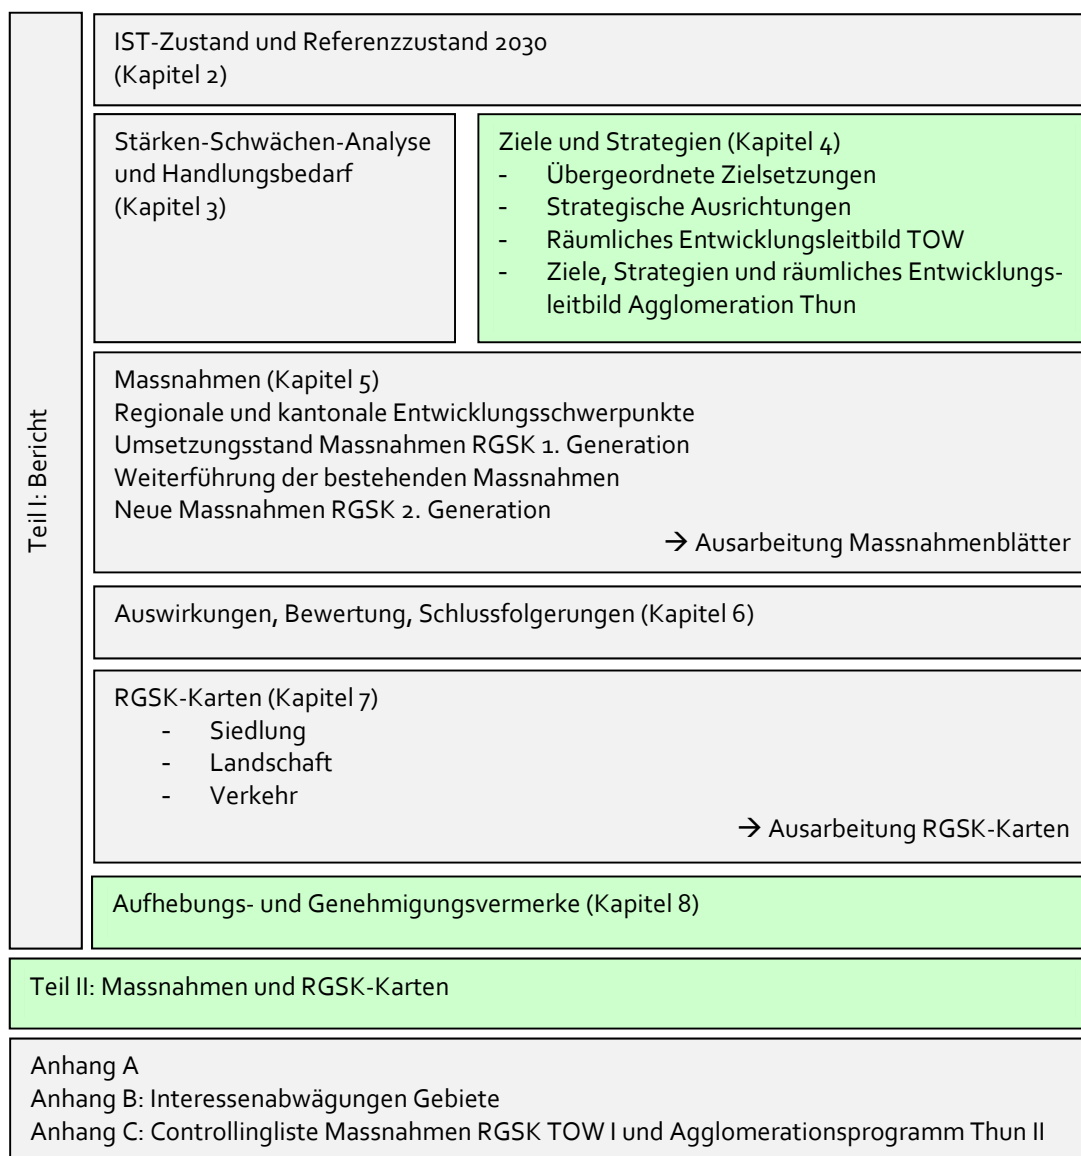 Teil I: Bericht
IST-Zustand und Referenzzustand 2030
(Kapitel 2)
Stärken-Schwächen-Analyse
und Handlungsbedarf
(Kapitel 3)
Ziele und Strategien (Kapitel 4)
- Übergeordnete Zielsetzungen
- Strategische Ausrichtungen
- Räumliches Entwicklungsleitbild TOW
- Ziele, Strategien und räumliches Entwicklungs-
leitbild Agglomeration Thun
Massnahmen (Kapitel 5)
Regionale und kantonale Entwicklungsschwerpunkte
Umsetzungsstand Massnahmen RGSK 1. Generation
Weiterführung der bestehenden Massnahmen
Neue Massnahmen RGSK 2. Generation
→ Ausarbeitung Massnahmenblätter
Auswirkungen, Bewertung, Schlussfolgerungen (Kapitel 6)
RGSK-Karten (Kapitel 7)
- Siedlung
- Landschaft
- Verkehr
→ Ausarbeitung RGSK-Karten
Aufhebungs- und Genehmigungsvermerke (Kapitel 8)
Teil II: Massnahmen und RGSK-Karten
Anhang A
Anhang B: Interessenabwägungen Gebiete
Anhang C: Controllingliste Massnahmen RGSK TOW I und Agglomerationsprogramm Thun II